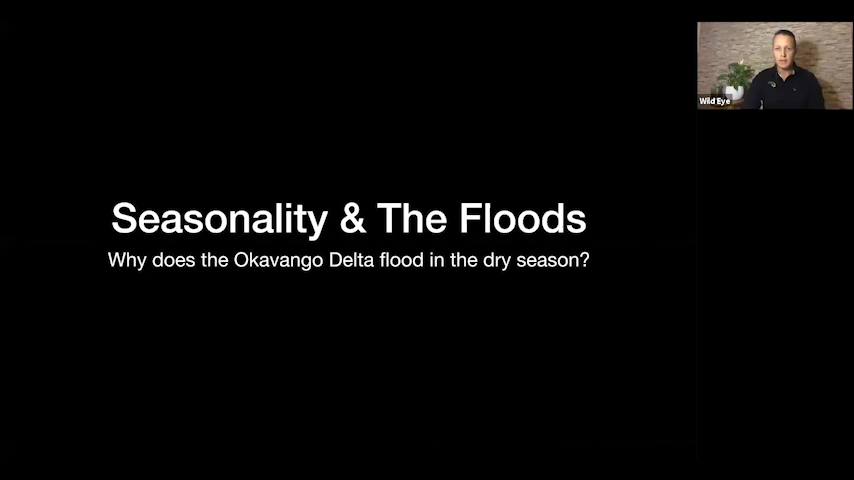 Seasonality & The Floods
Why does the Okavango Delta flood in the dry season?
Wild Eye